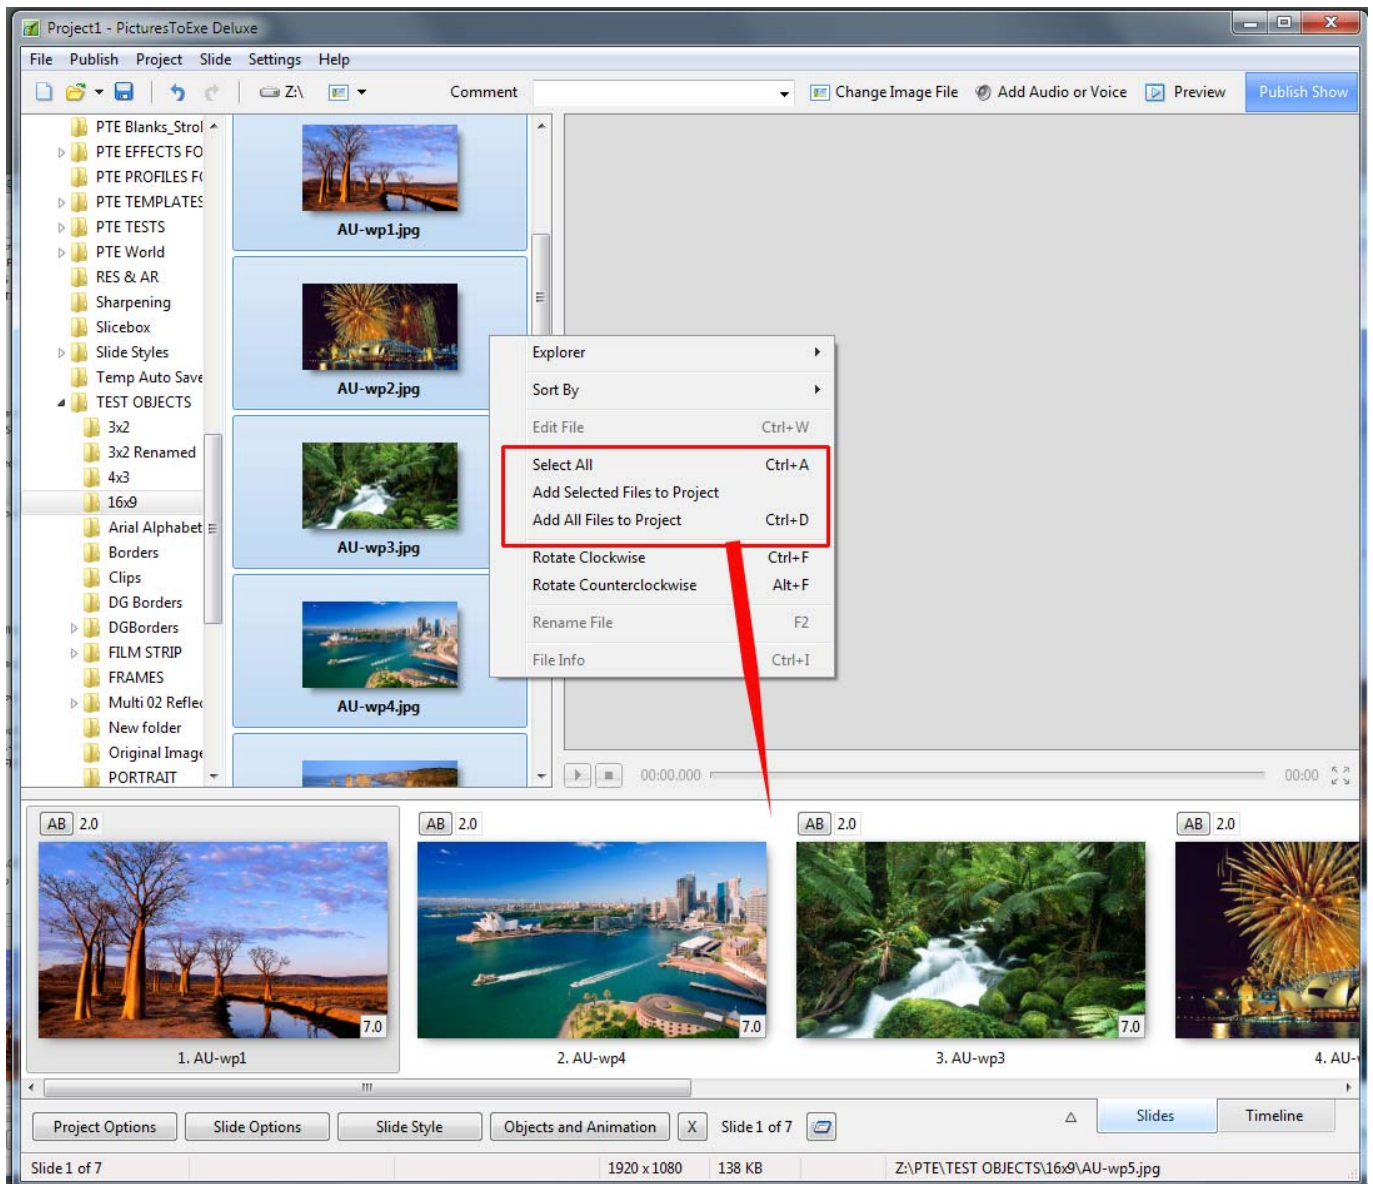 Project1 - PicturesToExe Deluxe
File Publish Project Slide Settings Help
Z:\ Comment Change Image File Add Audio or Voice Preview Publish Show
PTE Blanks_Strol
PTE EFFECTS FO
PTE PROFILES F
PTE TEMPLATES
PTE TESTS
PTE World
RES & AR
Sharpening
Slicebox
Slide Styles
Temp Auto Save
TEST OBJECTS
3x2
3x2 Renamed
4x3
16x9
Arial Alphabet
Borders
Clips
DG Borders
DGBorders
FILM STRIP
FRAMES
Multi 02 Reflec
New folder
Original Image
PORTRAIT
AU-wp1.jpg
AU-wp2.jpg
AU-wp3.jpg
AU-wp4.jpg
Explorer
Sort By
Edit File Ctrl+W
Select All Ctrl+A
Add Selected Files to Project
Add All Files to Project Ctrl+D
Rotate Clockwise Ctrl+F
Rotate Counterclockwise Alt+F
Rename File F2
File Info Ctrl+I
00:00.000 00:00
AB 2.0 AB 2.0 AB 2.0 AB 2.0
7.0 7.0 7.0
1. AU-wp1 2. AU-wp4 3. AU-wp3 4. AU-
Project Options Slide Options Slide Style Objects and Animation X Slide 1 of 7 Slides Timeline
Slide 1 of 7 1920 x 1080 138 KB Z:\PTE\TEST OBJECTS\16x9\AU-wp5.jpg